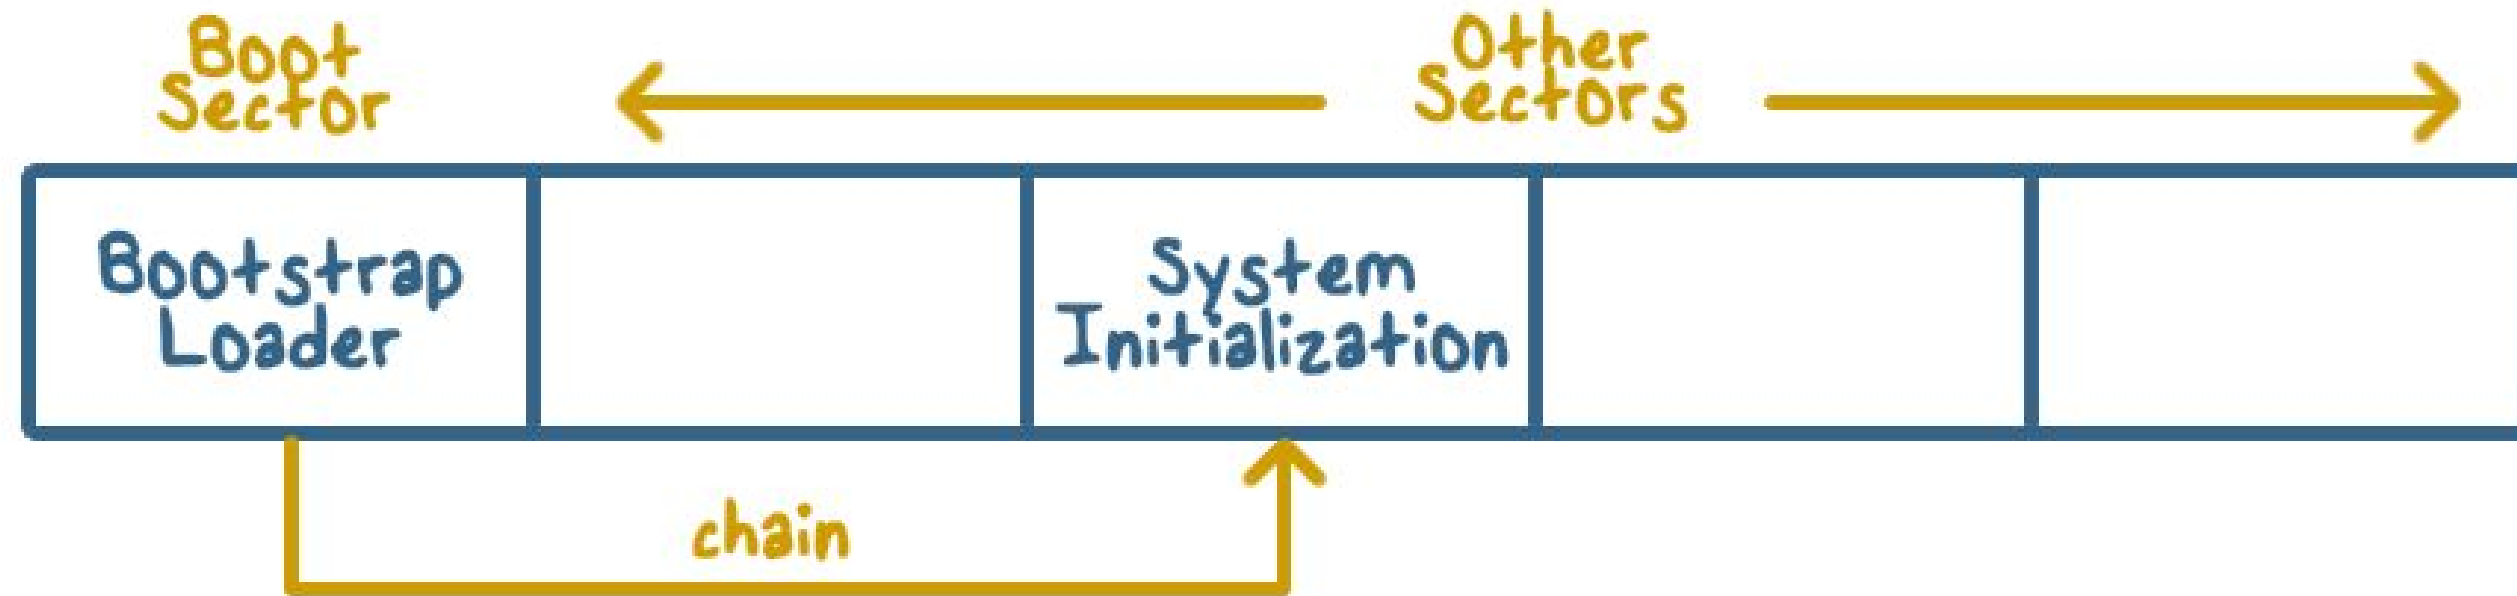 Boot
Sector
Other
Sectors
Bootstrap
Loader
System
Initialization
chain